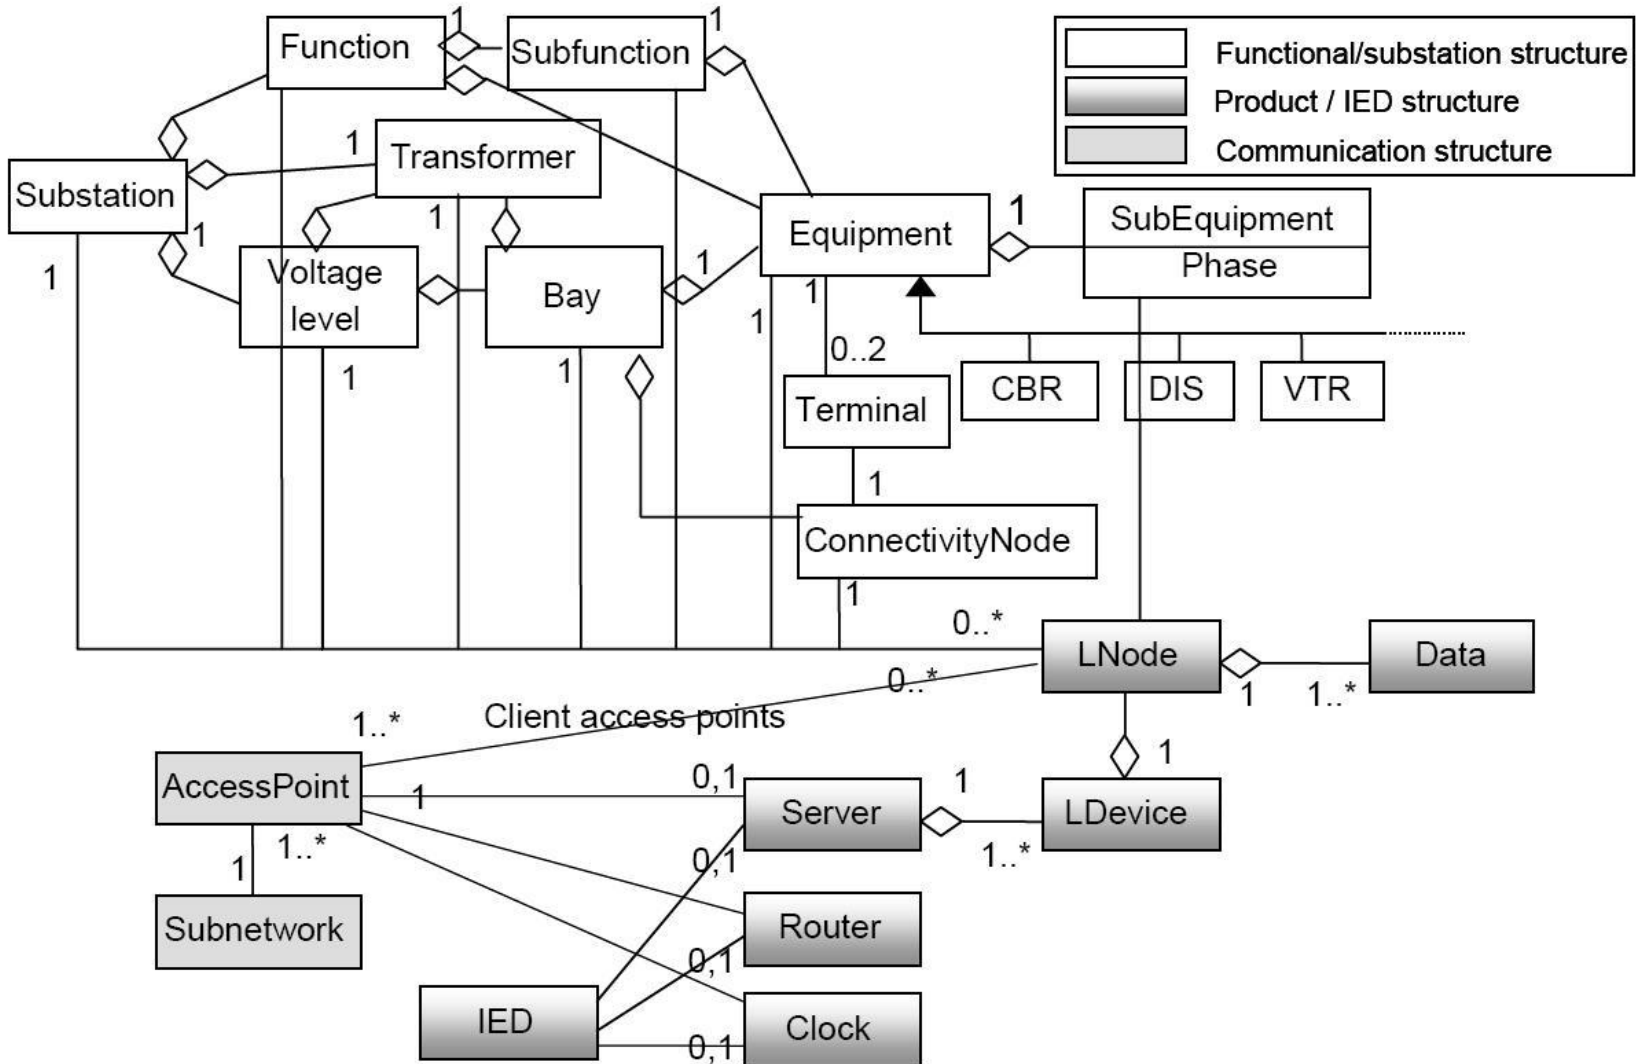 1
1
Function
Subfunction
Functional/substation structure
Product / IED structure
Communication structure
1
Transformer
Substation
1
1
1
SubEquipment
Phase
Equipment
1
1
Voltage
level
Bay
1
1
1
1
0..2
CBR
DIS
VTR
Terminal
1
ConnectivityNode
1
0..*
LNode
1
1..*
Data
0..*
Client access points
1..*
AccessPoint
1
0,1
Server
1
1..*
LDevice
1
1..*
1
0,1
Subnetwork
Router
0,1
IED
Clock
0,1